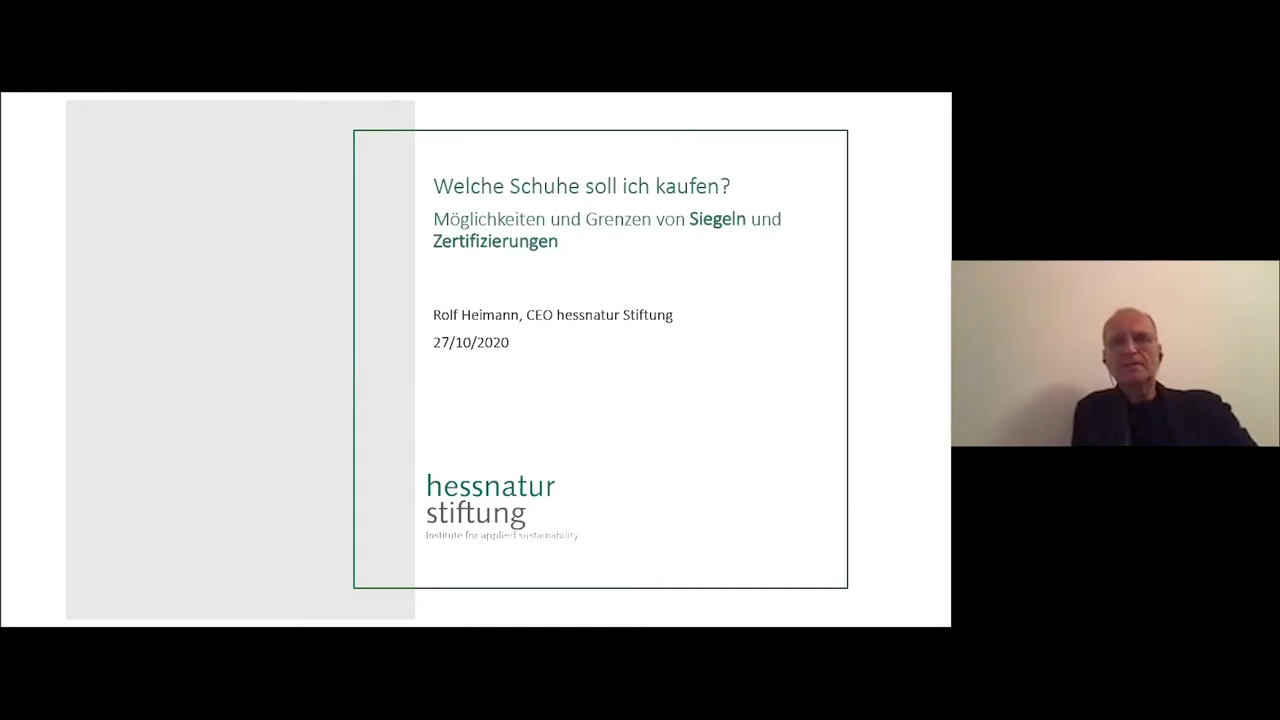 Welche Schuhe soll ich kaufen?
Möglichkeiten und Grenzen von Siegeln und
Zertifizierungen
Rolf Heimann, CEO hessnatur Stiftung
27/10/2020
hessnatur
stiftung
Institute for applied sustainability